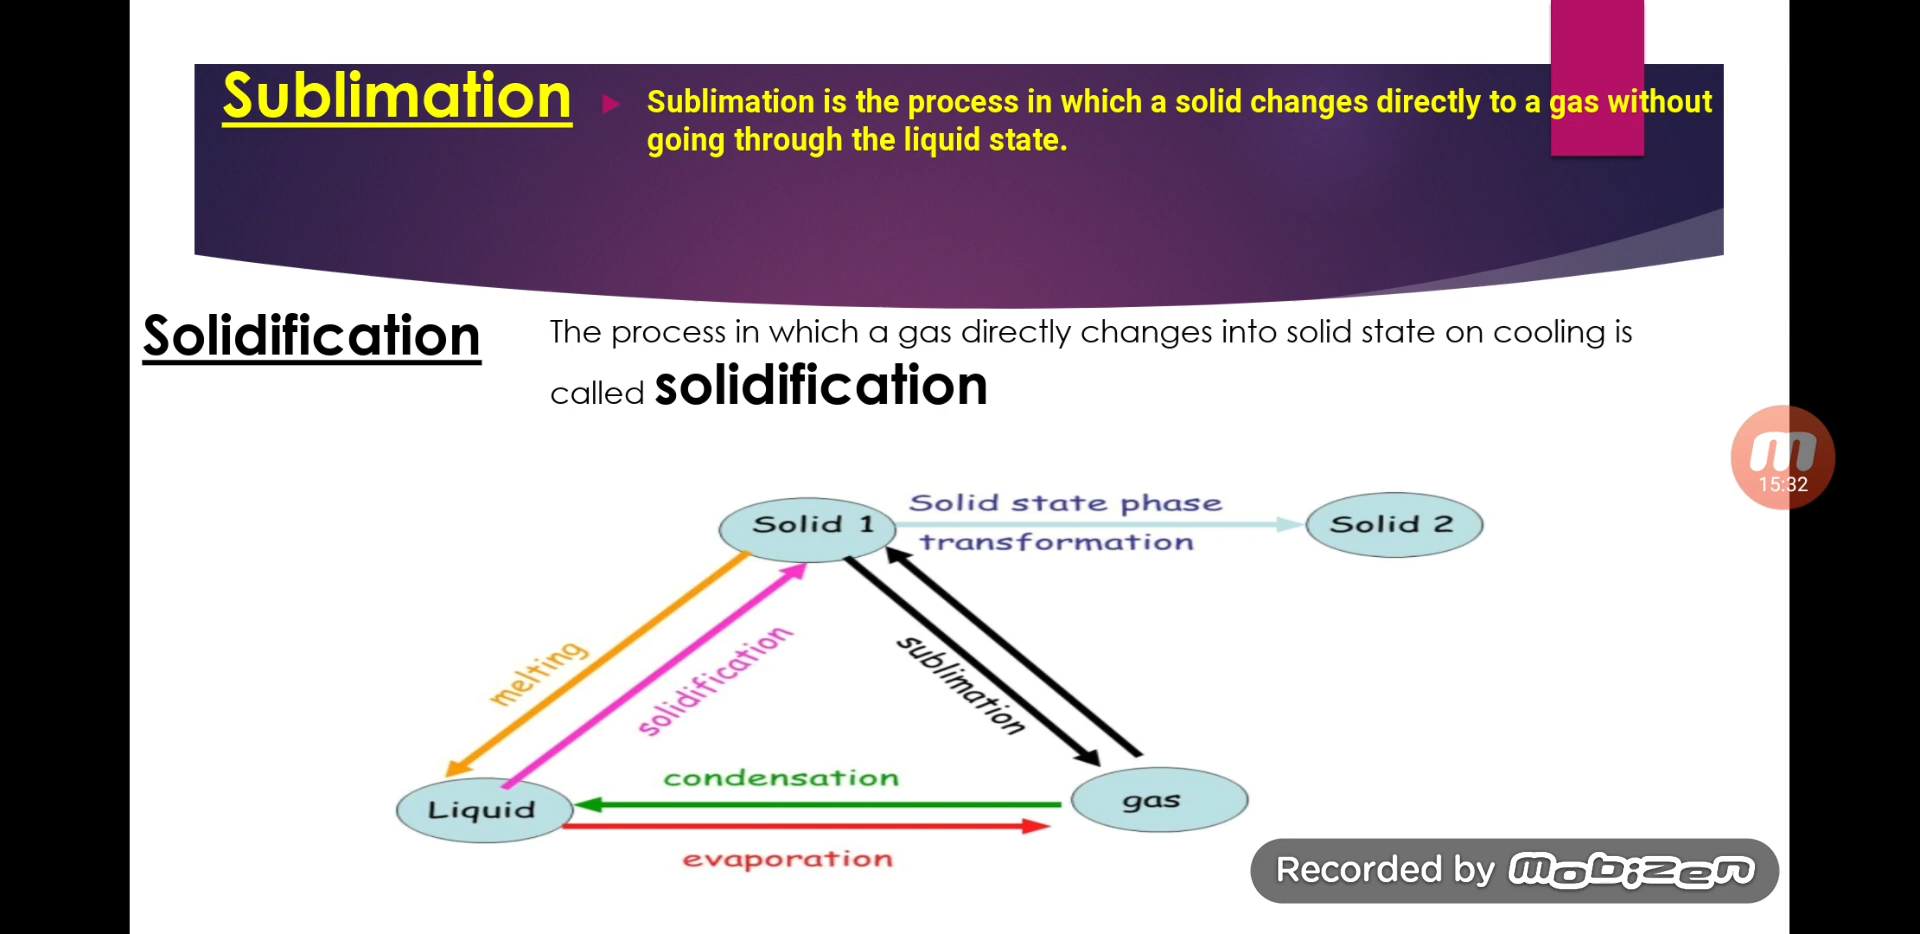 Sublimation
Sublimation is the process in which a solid changes directly to a gas without
going through the liquid state.
Solidification
The process in which a gas directly changes into solid state on cooling is
called solidification
15:32
Solid 1
Solid state phase
transformation
Solid 2
melting
solidification
sublimation
condensation
Liquid
gas
evaporation
Recorded by mobizen